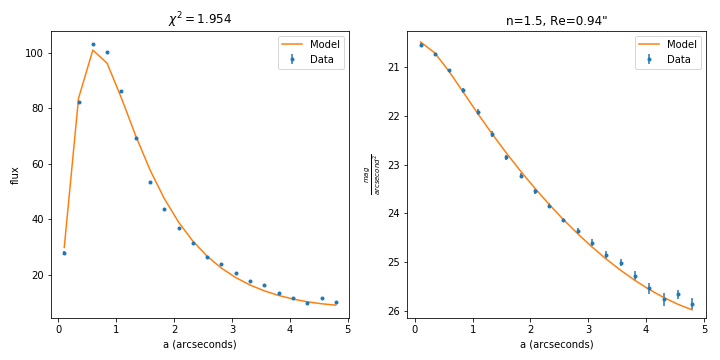 χ² = 1.954
flux
100
80
60
40
20
0 1 2 3 4 5
a (arcseconds)
Model
Data
n=1.5, Re=0.94"
mag/arcsecond²
21
22
23
24
25
26
0 1 2 3 4 5
a (arcseconds)
Model
Data